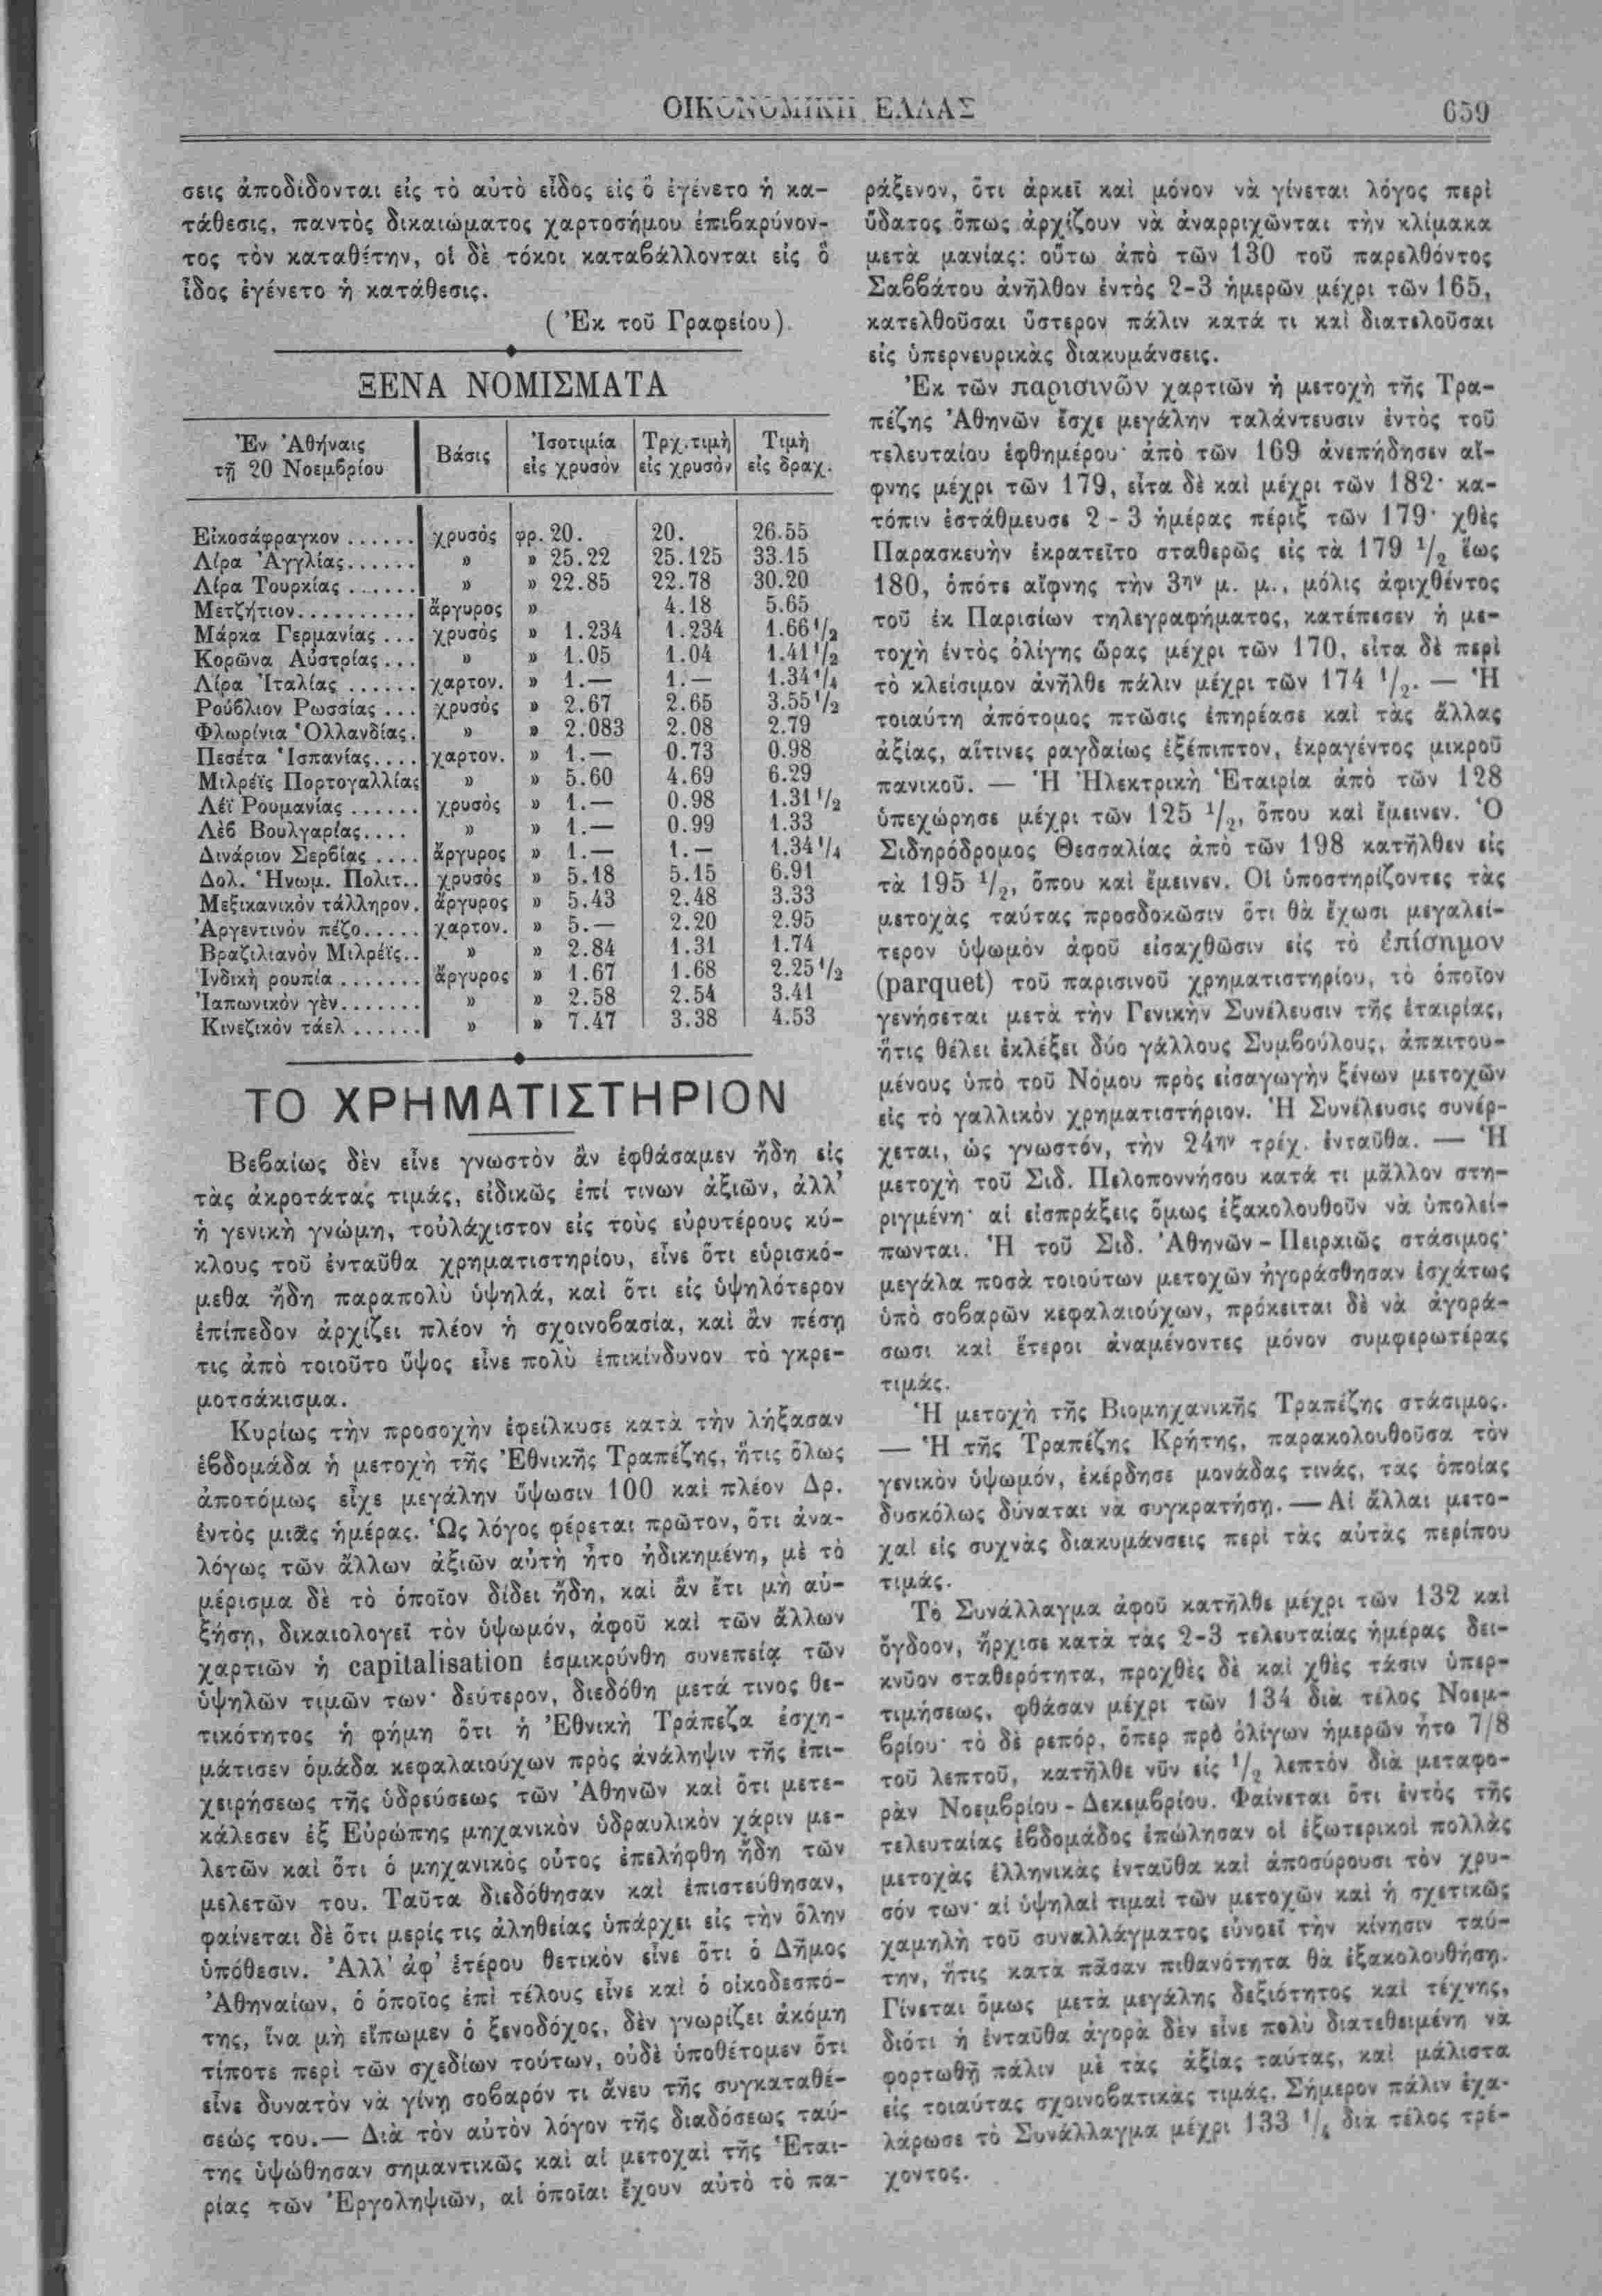 ΟΙΚΟΝΟΜΙΚΗ ΕΛΛΑΣ 659
σεις ἀποδίδονται εἰς τὸ αὐτὸ εἶδος εἰς ὃ ἐγένετο ἡ κα-
τάθεσις, παντὸς δικαιώματος χαρτοσήμου ἐπιβαρύνον-
τος τὸν καταθέτην, οἱ δὲ τόκοι καταβάλλονται εἰς ὃ
ἶδος ἐγένετο ἡ κατάθεσις.
(Ἐκ τοῦ Γραφείου)
ΞΕΝΑ ΝΟΜΙΣΜΑΤΑ
Ἐν Ἀθήναις τῇ 20 Νοεμβρίου Βάσις Ἰσοτιμία εἰς χρυσὸν Τρχ. τιμὴ εἰς χρυσὸν Τιμὴ εἰς δραχ.
Εἰκοσάφραγκον ...... χρυσὸς φρ. 20. 20. 26.55
Λίρα Ἀγγλίας...... » » 25.22 25.125 33.15
Λίρα Τουρκίας ...... » » 22.85 22.78 30.20
Μετζήτιον.......... ἄργυρος » 4.18 5.65
Μάρκα Γερμανίας ... χρυσὸς » 1.234 1.234 1.66 1/2
Κορῶνα Αὐστρίας... » » 1.05 1.04 1.41 1/2
Λίρα Ἰταλίας ...... χαρτον. » 1.— 1.— 1.34 1/4
Ρούβλιον Ρωσσίας ... χρυσὸς » 2.67 2.65 3.55 1/2
Φλωρίνια Ὁλλανδίας. » » 2.083 2.08 2.79
Πεσέτα Ἱσπανίας.... χαρτον. » 1.— 0.73 0.98
Μιλρέϊς Πορτογαλλίας » » 5.60 4.69 6.29
Λέϊ Ρουμανίας ...... χρυσὸς » 1.— 0.98 1.31 1/2
Λὲβ Βουλγαρίας.... » » 1.— 0.99 1.33
Δινάριον Σερβίας .... ἄργυρος » 1.— 1.— 1.34 1/4
Δολ. Ἡνωμ. Πολιτ.. χρυσὸς » 5.18 5.15 6.91
Μεξικανικὸν τάλληρον. ἄργυρος » 5.43 2.48 3.33
Ἀργεντινὸν πέζο..... χαρτον. » 5.— 2.20 2.95
Βραζιλιανὸν Μιλρέϊς.. » » 2.84 1.31 1.74
Ἰνδικὴ ρουπία ....... ἄργυρος » 1.67 1.68 2.25 1/2
Ἰαπωνικὸν γὲν....... » » 2.58 2.54 3.41
Κινεζικὸν τάελ ...... » » 7.47 3.38 4.53
ΤΟ ΧΡΗΜΑΤΙΣΤΗΡΙΟΝ
Βεβαίως δὲν εἶνε γνωστὸν ἂν ἐφθάσαμεν ἤδη εἰς
τὰς ἀκροτάτας τιμάς, εἰδικῶς ἐπί τινων ἀξιῶν, ἀλλ'
ἡ γενικὴ γνώμη, τοὐλάχιστον εἰς τοὺς εὐρυτέρους κύ-
κλους τοῦ ἐνταῦθα χρηματιστηρίου, εἶνε ὅτι εὑρισκό-
μεθα ἤδη παραπολὺ ὑψηλά, καὶ ὅτι εἰς ὑψηλότερον
ἐπίπεδον ἀρχίζει πλέον ἡ σχοινοβασία, καὶ ἂν πέσῃ
τις ἀπὸ τοιοῦτο ὕψος εἶνε πολὺ ἐπικίνδυνον τὸ γκρε-
μοτσάκισμα.
Κυρίως τὴν προσοχὴν ἐφείλκυσε κατὰ τὴν λήξασαν
ἑβδομάδα ἡ μετοχὴ τῆς Ἐθνικῆς Τραπέζης, ἥτις ὅλως
ἀποτόμως εἶχε μεγάλην ὕψωσιν 100 καὶ πλέον Δρ.
ἐντὸς μιᾶς ἡμέρας. Ὡς λόγος φέρεται πρῶτον, ὅτι ἀνα-
λόγως τῶν ἄλλων ἀξιῶν αὐτὴ ἦτο ἠδικημένη, μὲ τὸ
μέρισμα δὲ τὸ ὁποῖον δίδει ἤδη, καὶ ἂν ἔτι μὴ αὐ-
ξήσῃ, δικαιολογεῖ τὸν ὑψωμόν, ἀφοῦ καὶ τῶν ἄλλων
χαρτιῶν ἡ capitalisation ἐσμικρύνθη συνεπείᾳ τῶν
ὑψηλῶν τιμῶν των· δεύτερον, διεδόθη μετά τινος θε-
τικότητος ἡ φήμη ὅτι ἡ Ἐθνικὴ Τράπεζα ἐσχη-
μάτισεν ὁμάδα κεφαλαιούχων πρὸς ἀνάληψιν τῆς ἐπι-
χειρήσεως τῆς ὑδρεύσεως τῶν Ἀθηνῶν καὶ ὅτι μετε-
κάλεσεν ἐξ Εὐρώπης μηχανικὸν ὑδραυλικὸν χάριν με-
λετῶν καὶ ὅτι ὁ μηχανικὸς οὗτος ἐπελήφθη ἤδη τῶν
μελετῶν του. Ταῦτα διεδόθησαν καὶ ἐπιστεύθησαν,
φαίνεται δὲ ὅτι μερίς τις ἀληθείας ὑπάρχει εἰς τὴν ὅλην
ὑπόθεσιν. Ἀλλ' ἀφ' ἑτέρου θετικὸν εἶνε ὅτι ὁ Δῆμος
Ἀθηναίων, ὁ ὁποῖος ἐπὶ τέλους εἶνε καὶ ὁ οἰκοδεσπό-
της, ἵνα μὴ εἴπωμεν ὁ ξενοδόχος, δὲν γνωρίζει ἀκόμη
τίποτε περὶ τῶν σχεδίων τούτων, οὐδὲ ὑποθέτομεν ὅτι
εἶνε δυνατὸν νὰ γίνῃ σοβαρόν τι ἄνευ τῆς συγκαταθέ-
σεώς του.— Διὰ τὸν αὐτὸν λόγον τῆς διαδόσεως ταύ-
της ὑψώθησαν σημαντικῶς καὶ αἱ μετοχαὶ τῆς Ἑται-
ρίας τῶν Ἐργοληψιῶν, αἱ ὁποῖαι ἔχουν αὐτὸ τὸ πα-
ράξενον, ὅτι ἀρκεῖ καὶ μόνον νὰ γίνεται λόγος περὶ
ὕδατος ὅπως ἀρχίζουν νὰ ἀναρριχῶνται τὴν κλίμακα
μετὰ μανίας: οὕτω ἀπὸ τῶν 130 τοῦ παρελθόντος
Σαββάτου ἀνῆλθον ἐντὸς 2-3 ἡμερῶν μέχρι τῶν 165,
κατελθοῦσαι ὕστερον πάλιν κατά τι καὶ διατελοῦσαι
εἰς ὑπερνευρικὰς διακυμάνσεις.
Ἐκ τῶν παρισινῶν χαρτιῶν ἡ μετοχὴ τῆς Τρα-
πέζης Ἀθηνῶν ἔσχε μεγάλην ταλάντευσιν ἐντὸς τοῦ
τελευταίου ἑφθημέρου· ἀπὸ τῶν 169 ἀνεπήδησεν αἴ-
φνης μέχρι τῶν 179, εἶτα δὲ καὶ μέχρι τῶν 182· κα-
τόπιν ἐστάθμευσε 2 - 3 ἡμέρας πέριξ τῶν 179· χθὲς
Παρασκευὴν ἐκρατεῖτο σταθερῶς εἰς τὰ 179 1/2 ἕως
180, ὁπότε αἴφνης τὴν 3ην μ. μ., μόλις ἀφιχθέντος
τοῦ ἐκ Παρισίων τηλεγραφήματος, κατέπεσεν ἡ με-
τοχὴ ἐντὸς ὀλίγης ὥρας μέχρι τῶν 170, εἶτα δὲ περὶ
τὸ κλείσιμον ἀνῆλθε πάλιν μέχρι τῶν 174 1/2. — Ἡ
τοιαύτη ἀπότομος πτῶσις ἐπηρέασε καὶ τὰς ἄλλας
ἀξίας, αἵτινες ραγδαίως ἐξέπιπτον, ἐκραγέντος μικροῦ
πανικοῦ. — Ἡ Ἠλεκτρικὴ Ἑταιρία ἀπὸ τῶν 128
ὑπεχώρησε μέχρι τῶν 125 1/2, ὅπου καὶ ἔμεινεν. Ὁ
Σιδηρόδρομος Θεσσαλίας ἀπὸ τῶν 198 κατῆλθεν εἰς
τὰ 195 1/2, ὅπου καὶ ἔμεινεν. Οἱ ὑποστηρίζοντες τὰς
μετοχὰς ταύτας προσδοκῶσιν ὅτι θὰ ἔχωσι μεγαλεί-
τερον ὑψωμὸν ἀφοῦ εἰσαχθῶσιν εἰς τὸ ἐπίσημον
(parquet) τοῦ παρισινοῦ χρηματιστηρίου, τὸ ὁποῖον
γενήσεται μετὰ τὴν Γενικὴν Συνέλευσιν τῆς ἑταιρίας,
ἥτις θέλει ἐκλέξει δύο γάλλους Συμβούλους, ἀπαιτου-
μένους ὑπὸ τοῦ Νόμου πρὸς εἰσαγωγὴν ξένων μετοχῶν
εἰς τὸ γαλλικὸν χρηματιστήριον. Ἡ Συνέλευσις συνέρ-
χεται, ὡς γνωστόν, τὴν 24ην τρέχ. ἐνταῦθα. — Ἡ
μετοχὴ τοῦ Σιδ. Πελοποννήσου κατά τι μᾶλλον στη-
ριγμένη· αἱ εἰσπράξεις ὅμως ἐξακολουθοῦν νὰ ὑπολεί-
πωνται. Ἡ τοῦ Σιδ. Ἀθηνῶν - Πειραιῶς στάσιμος·
μεγάλα ποσὰ τοιούτων μετοχῶν ἠγοράσθησαν ἐσχάτως
ὑπὸ σοβαρῶν κεφαλαιούχων, πρόκειται δὲ νὰ ἀγορά-
σωσι καὶ ἕτεροι ἀναμένοντες μόνον συμφερωτέρας
τιμάς.
Ἡ μετοχὴ τῆς Βιομηχανικῆς Τραπέζης στάσιμος.
— Ἡ τῆς Τραπέζης Κρήτης, παρακολουθοῦσα τὸν
γενικὸν ὑψωμόν, ἐκέρδησε μονάδας τινάς, τὰς ὁποίας
δυσκόλως δύναται νὰ συγκρατήσῃ. — Αἱ ἄλλαι μετο-
χαὶ εἰς συχνὰς διακυμάνσεις περὶ τὰς αὐτὰς περίπου
τιμάς.
Τὸ Συνάλλαγμα ἀφοῦ κατῆλθε μέχρι τῶν 132 καὶ
ὄγδοον, ἤρχισε κατὰ τὰς 2-3 τελευταίας ἡμέρας δει-
κνῦον σταθερότητα, προχθὲς δὲ καὶ χθὲς τάσιν ὑπερ-
τιμήσεως, φθάσαν μέχρι τῶν 134 διὰ τέλος Νοεμ-
βρίου· τὸ δὲ ρεπόρ, ὅπερ πρὸ ὀλίγων ἡμερῶν ἦτο 7/8
τοῦ λεπτοῦ, κατῆλθε νῦν εἰς 1/2 λεπτὸν διὰ μεταφο-
ρὰν Νοεμβρίου - Δεκεμβρίου. Φαίνεται ὅτι ἐντὸς τῆς
τελευταίας ἑβδομάδος ἐπώλησαν οἱ ἐξωτερικοὶ πολλὰς
μετοχὰς ἑλληνικὰς ἐνταῦθα καὶ ἀποσύρουσι τὸν χρυ-
σόν των· αἱ ὑψηλαὶ τιμαὶ τῶν μετοχῶν καὶ ἡ σχετικῶς
χαμηλὴ τοῦ συναλλάγματος εὐνοεῖ τὴν κίνησιν ταύ-
την, ἥτις κατὰ πᾶσαν πιθανότητα θὰ ἐξακολουθήσῃ.
Γίνεται ὅμως μετὰ μεγάλης δεξιότητος καὶ τέχνης,
διότι ἡ ἐνταῦθα ἀγορὰ δὲν εἶνε πολὺ διατεθειμένη νὰ
φορτωθῇ πάλιν μὲ τὰς ἀξίας ταύτας, καὶ μάλιστα
εἰς τοιαύτας σχοινοβατικὰς τιμάς. Σήμερον πάλιν ἐχα-
λάρωσε τὸ Συνάλλαγμα μέχρι 133 1/4 διὰ τέλος τρέ-
χοντος.